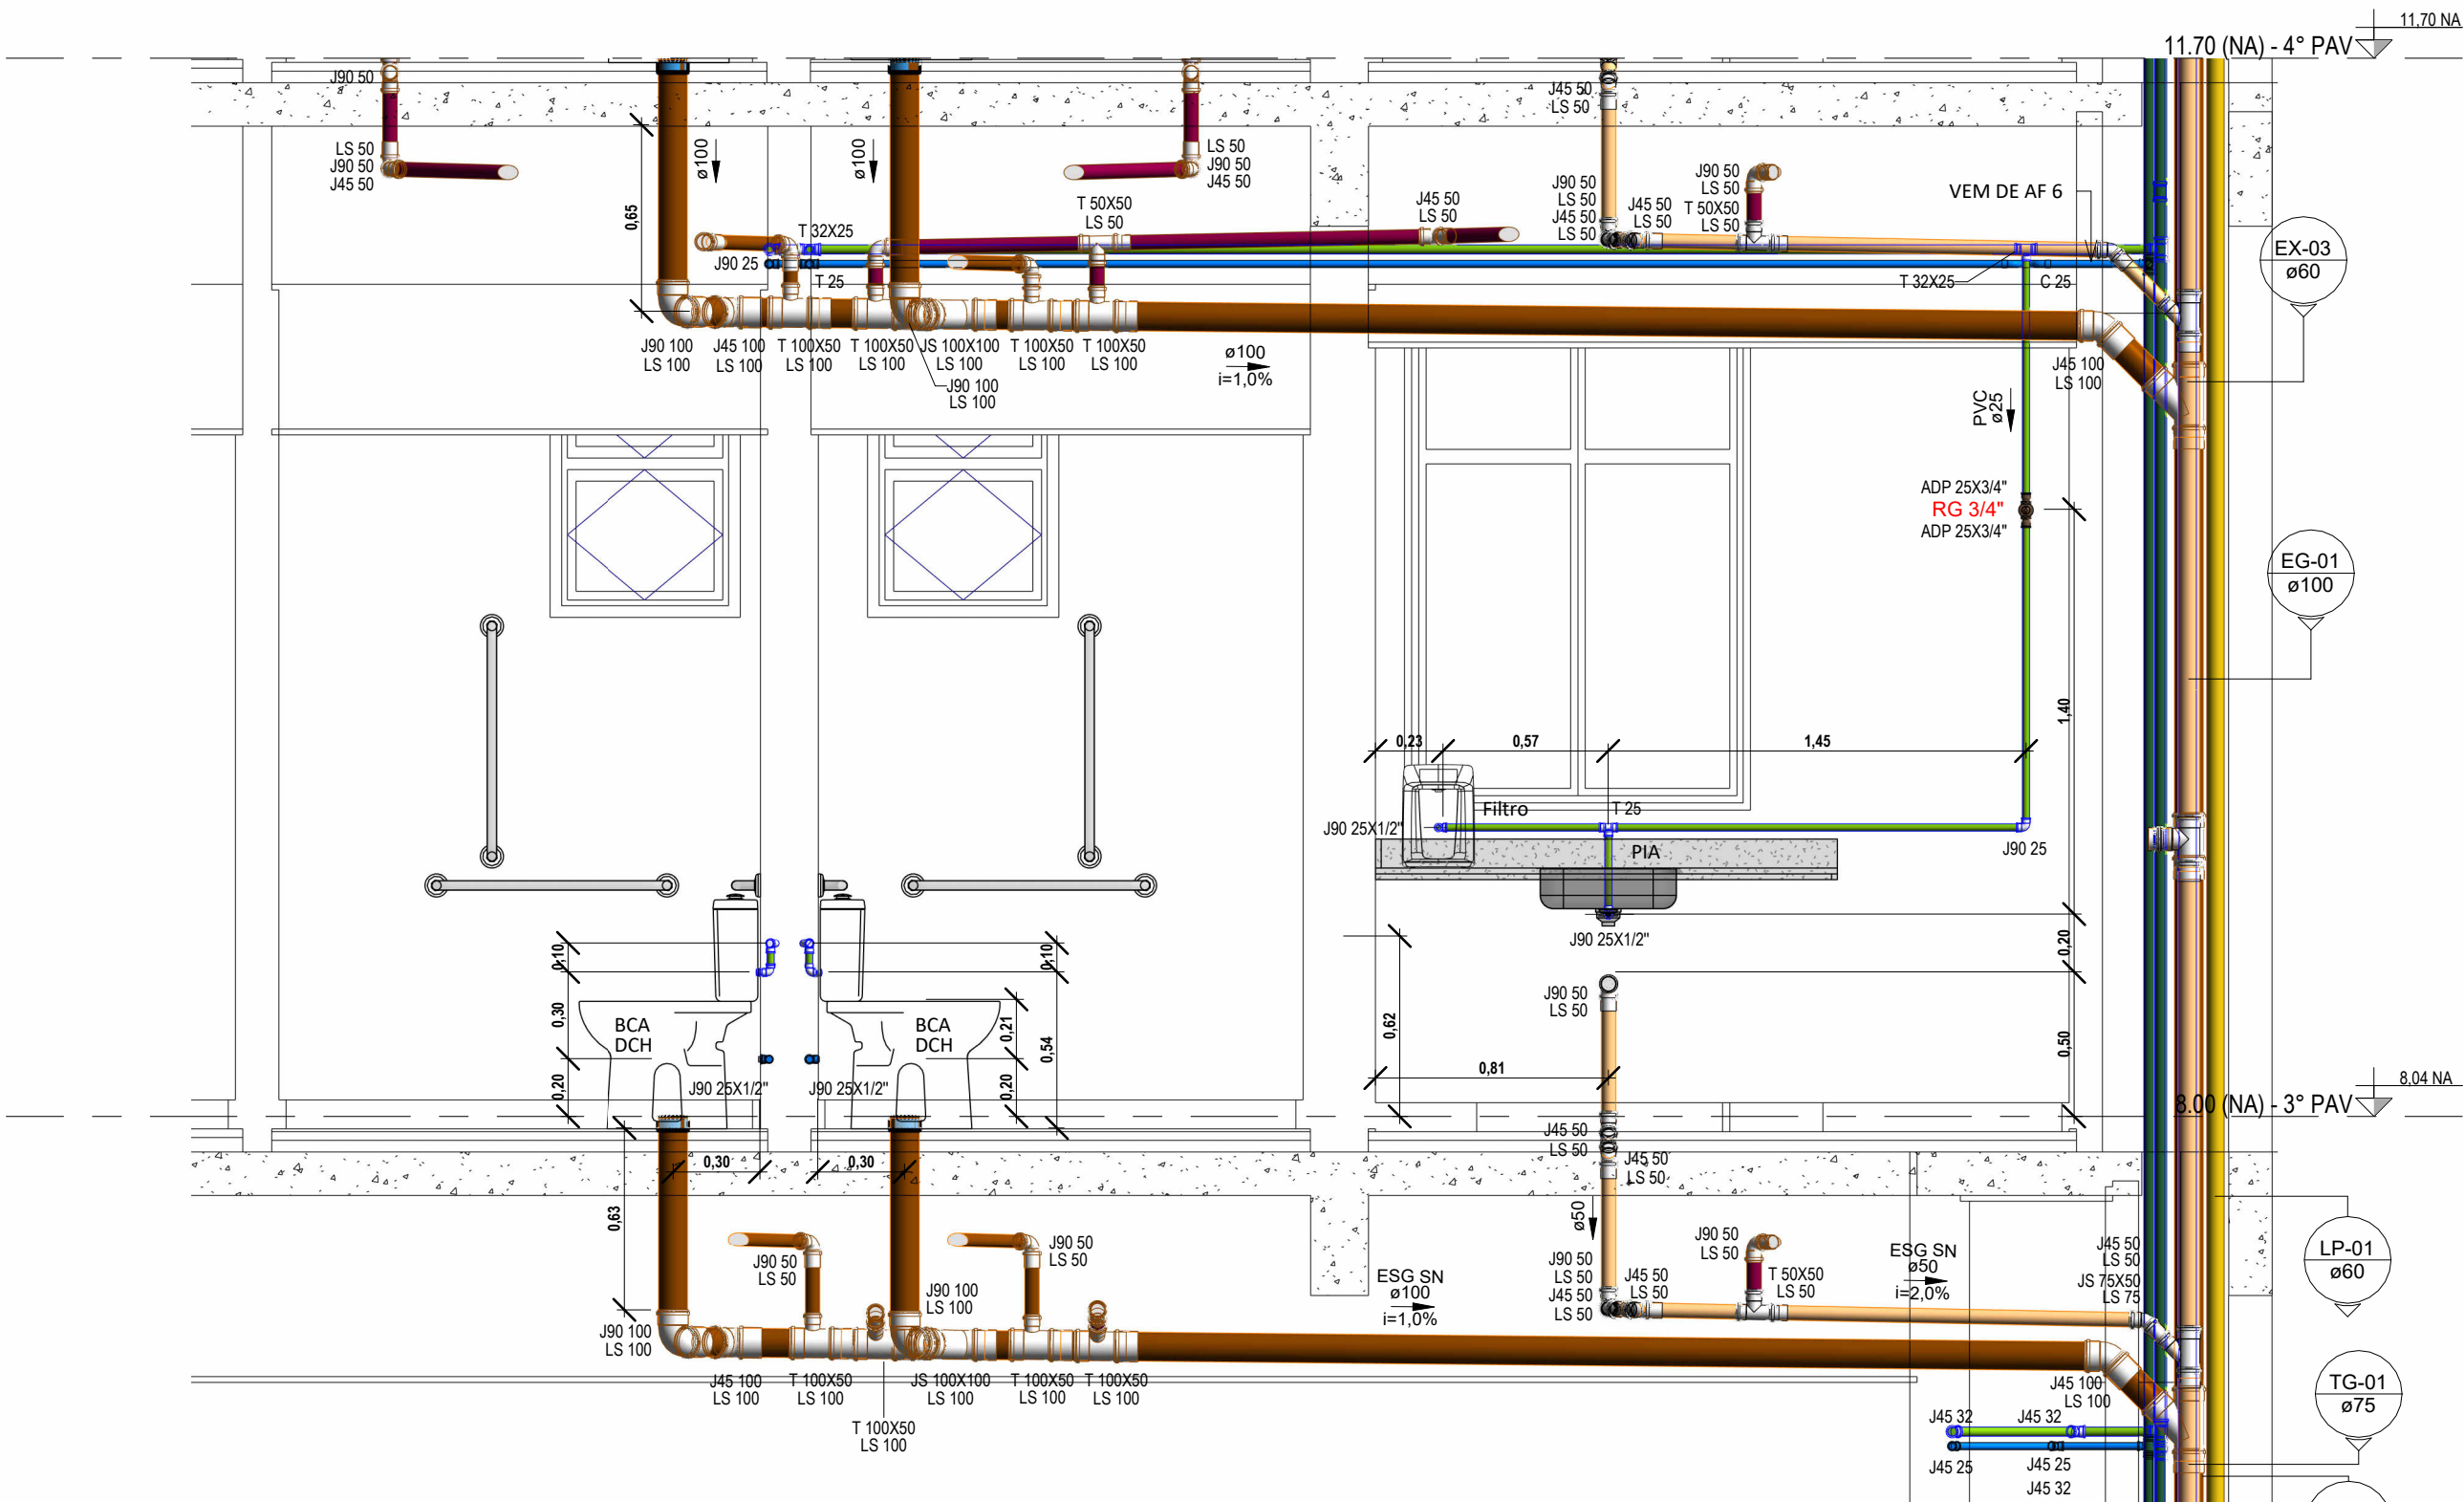 11,70 NA
11.70 (NA) - 4° PAV
J90 50
LS 50
J90 50
J45 50
ø100
ø100
0,65
LS 50
J90 50
J45 50
J45 50
LS 50
T 32X25
J90 25
T 25
T 50X50
LS 50
J45 50
LS 50
J90 50
LS 50
J45 50
LS 50
J45 50
LS 50
J90 50
LS 50
T 50X50
LS 50
VEM DE AF 6
T 32X25
C 25
EX-03
ø60
J90 100
LS 100
J45 100
LS 100
T 100X50
LS 100
T 100X50
LS 100
JS 100X100
LS 100
T 100X50
LS 100
T 100X50
LS 100
J90 100
LS 100
ø100
i=1,0%
J45 100
LS 100
PVC
ø25
ADP 25X3/4"
RG 3/4"
ADP 25X3/4"
EG-01
ø100
1,40
0,23
0,57
1,45
Filtro
T 25
J90 25X1/2"
PIA
J90 25
J90 25X1/2"
0,20
0,10
0,10
0,30
BCA
DCH
BCA
DCH
0,21
0,54
0,20
0,20
J90 25X1/2"
J90 25X1/2"
0,62
0,81
J90 50
LS 50
0,50
8,04 NA
8.00 (NA) - 3° PAV
J45 50
LS 50
J45 50
LS 50
0,30
0,30
0,63
ø50
J90 50
LS 50
J90 50
LS 50
J90 100
LS 100
J90 100
LS 100
ESG SN
ø100
i=1,0%
J90 50
LS 50
J45 50
LS 50
J45 50
LS 50
J90 50
LS 50
T 50X50
LS 50
ESG SN
ø50
i=2,0%
J45 50
LS 50
JS 75X50
LS 75
LP-01
ø60
J45 100
LS 100
T 100X50
LS 100
JS 100X100
LS 100
T 100X50
LS 100
T 100X50
LS 100
T 100X50
LS 100
J45 100
LS 100
TG-01
ø75
J45 32
J45 32
J45 25
J45 25
J45 32